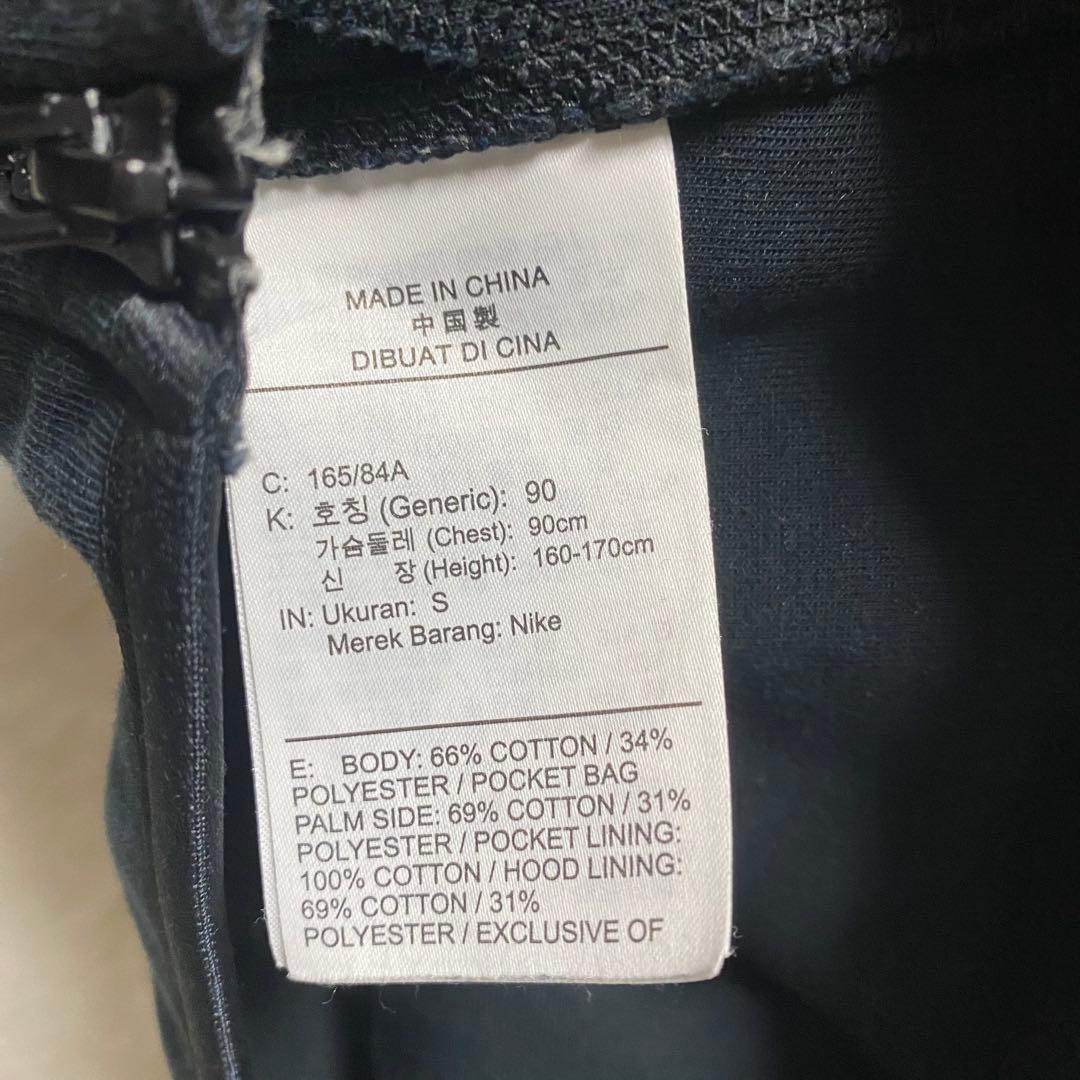 MADE IN CHINA
中国製
DIBUAT DI CINA
C: 165/84A
K: 호칭 (Generic): 90
가슴둘레 (Chest): 90cm
신 장 (Height): 160-170cm
IN: Ukuran: S
Merek Barang: Nike
E: BODY: 66% COTTON / 34%
POLYESTER / POCKET BAG
PALM SIDE: 69% COTTON / 31%
POLYESTER / POCKET LINING:
100% COTTON / HOOD LINING:
69% COTTON / 31%
POLYESTER / EXCLUSIVE OF